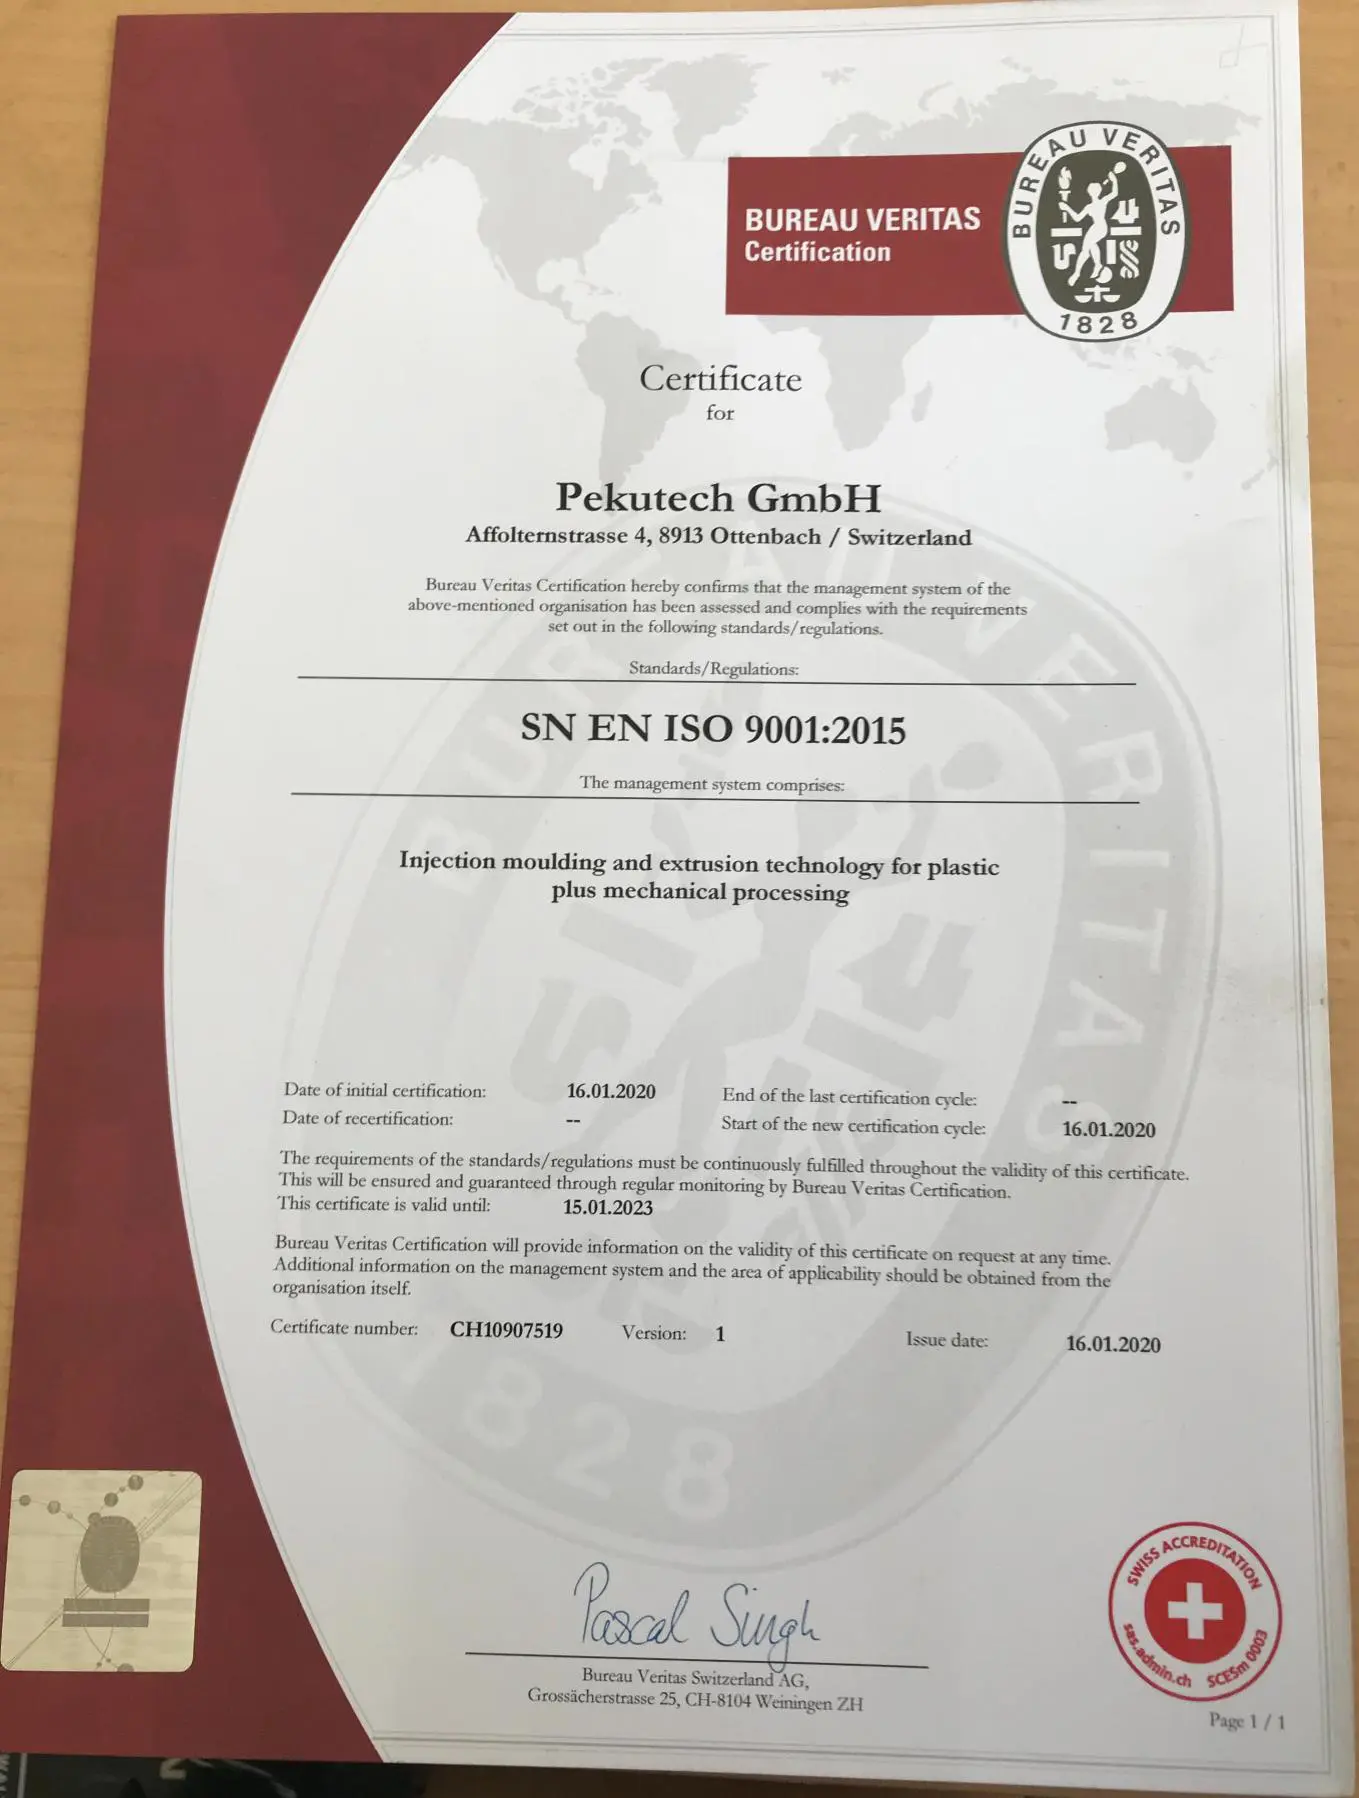 BUREAU VERITAS
Certification
BUREAU VERITAS
1828
Certificate
for
Pekutech GmbH
Affolternstrasse 4, 8913 Ottenbach / Switzerland
Bureau Veritas Certification hereby confirms that the management system of the
above-mentioned organisation has been assessed and complies with the requirements
set out in the following standards/regulations.
Standards/Regulations:
SN EN ISO 9001:2015
The management system comprises:
Injection moulding and extrusion technology for plastic
plus mechanical processing
Date of initial certification: 16.01.2020 End of the last certification cycle: --
Date of recertification: -- Start of the new certification cycle: 16.01.2020
The requirements of the standards/regulations must be continuously fulfilled throughout the validity of this certificate.
This will be ensured and guaranteed through regular monitoring by Bureau Veritas Certification.
This certificate is valid until: 15.01.2023
Bureau Veritas Certification will provide information on the validity of this certificate on request at any time.
Additional information on the management system and the area of applicability should be obtained from the
organisation itself.
Certificate number: CH10907519 Version: 1 Issue date: 16.01.2020
BUREAU VERITAS
1828
Pascal Singh
Bureau Veritas Switzerland AG,
Grossächerstrasse 25, CH-8104 Weiningen ZH
SWISS ACCREDITATION
sas.admin.ch SCESm 0003
Page 1 / 1